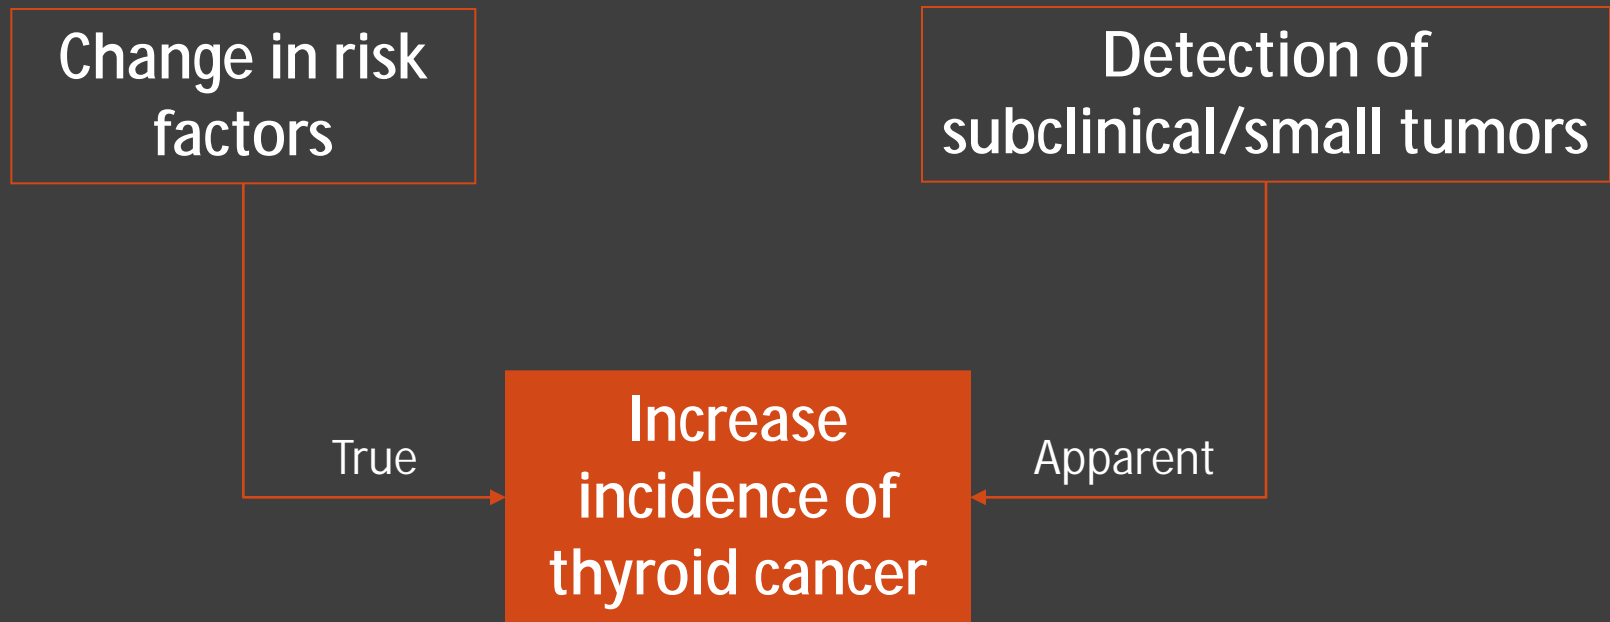 Change in risk
factors
Detection of
subclinical/small tumors
True
Increase
incidence of
thyroid cancer
Apparent